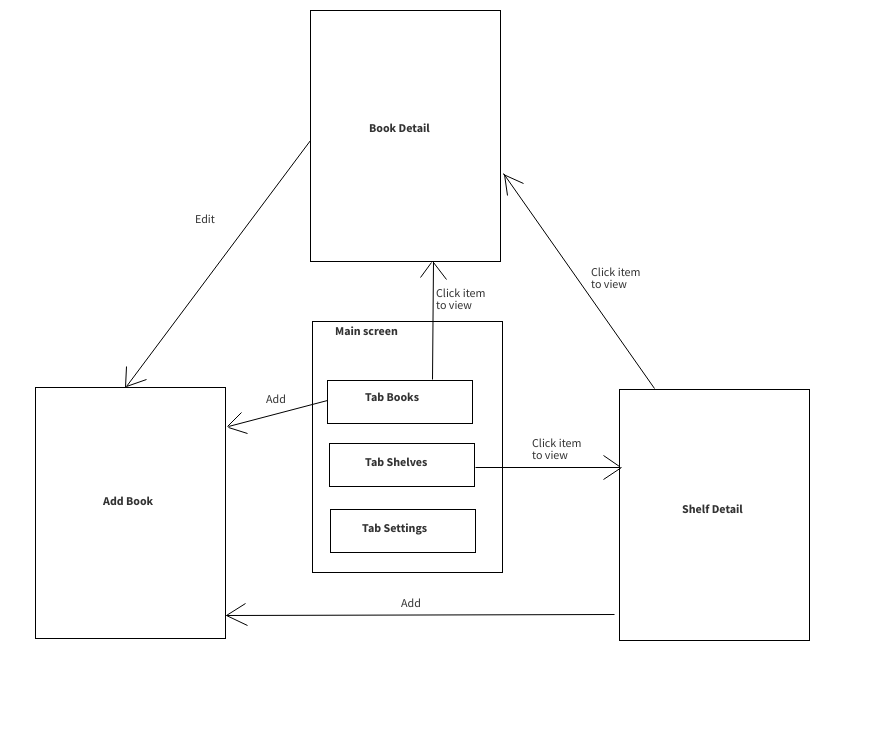 Book Detail
Edit
Click item
to view
Click item
to view
Main screen
Add
Tab Books
Click item
to view
Tab Shelves
Add Book
Shelf Detail
Tab Settings
Add